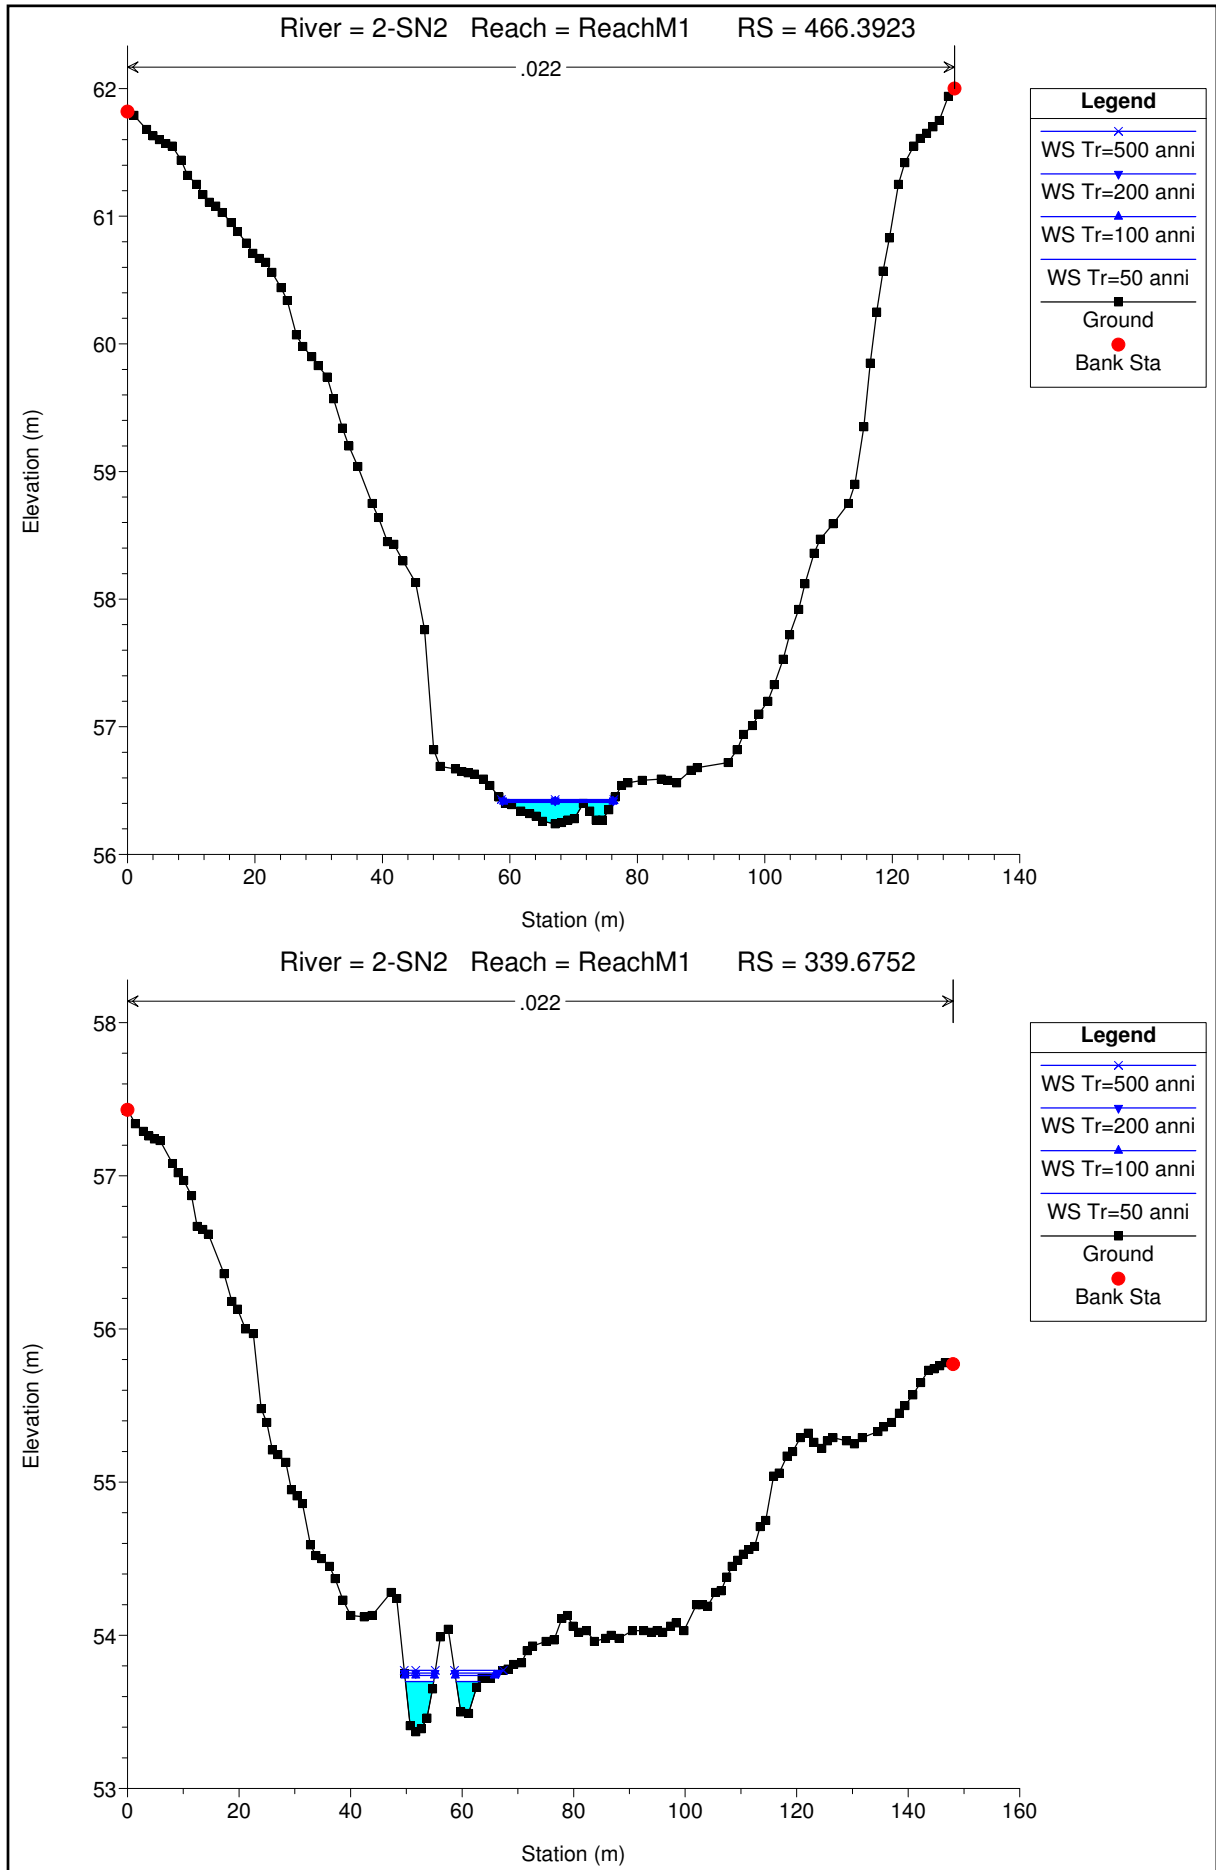 River = 2-SN2 Reach = ReachM1 RS = 466.3923
.022
62
61
60
59
58
57
56
Elevation (m)
0 20 40 60 80 100 120 140
Station (m)
Legend
WS Tr=500 anni
WS Tr=200 anni
WS Tr=100 anni
WS Tr=50 anni
Ground
Bank Sta
River = 2-SN2 Reach = ReachM1 RS = 339.6752
.022
58
57
56
55
54
53
Elevation (m)
0 20 40 60 80 100 120 140 160
Station (m)
Legend
WS Tr=500 anni
WS Tr=200 anni
WS Tr=100 anni
WS Tr=50 anni
Ground
Bank Sta